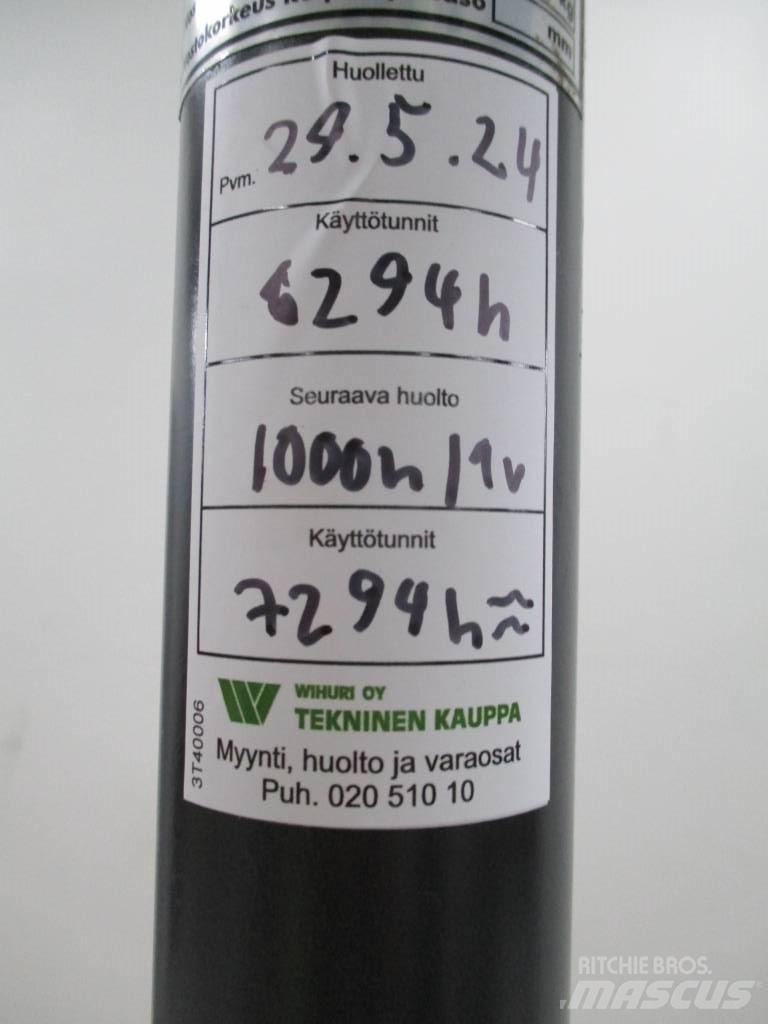 mm
Huollettu
Pvm. 29.5.24
Käyttötunnit
6294h
Seuraava huolto
1000h/1v
Käyttötunnit
7294h≈
WIHURI OY
TEKNINEN KAUPPA
Myynti, huolto ja varaosat
Puh. 020 510 10
3T40006
RITCHIE BROS.
MASCUS